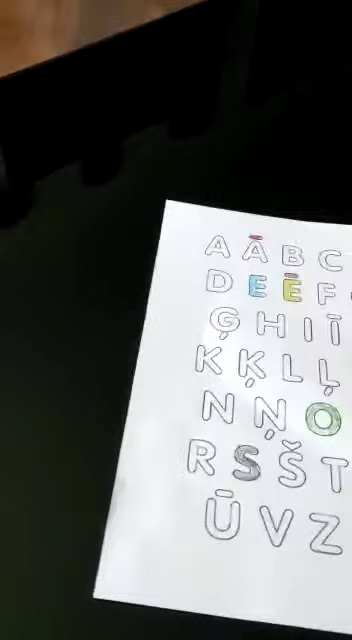 A Ā B C
D E Ē F
Ģ H I Ī
K Ķ L Ļ
N Ņ O
R S Š T
Ū V Z